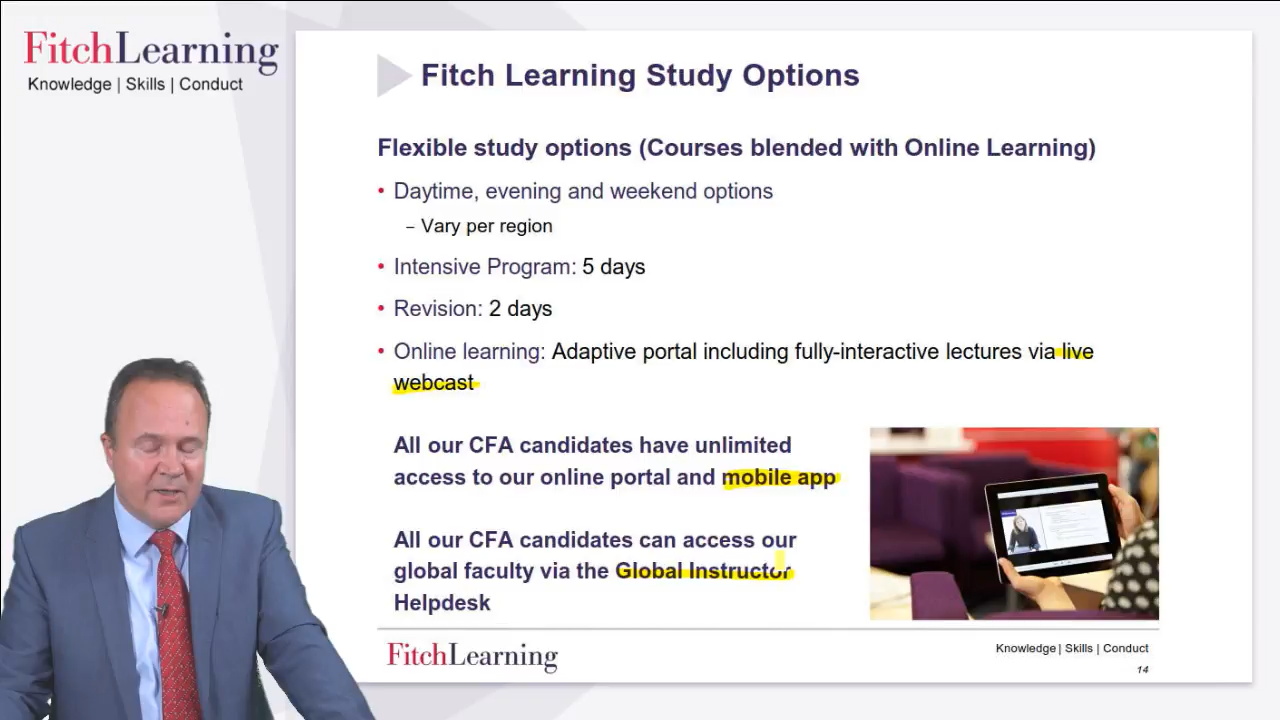 FitchLearning
Knowledge | Skills | Conduct
Fitch Learning Study Options
Flexible study options (Courses blended with Online Learning)
• Daytime, evening and weekend options
– Vary per region
• Intensive Program: 5 days
• Revision: 2 days
• Online learning: Adaptive portal including fully-interactive lectures via live
webcast
All our CFA candidates have unlimited
access to our online portal and mobile app
All our CFA candidates can access our
global faculty via the Global Instructor
Helpdesk
FitchLearning
Knowledge | Skills | Conduct
14